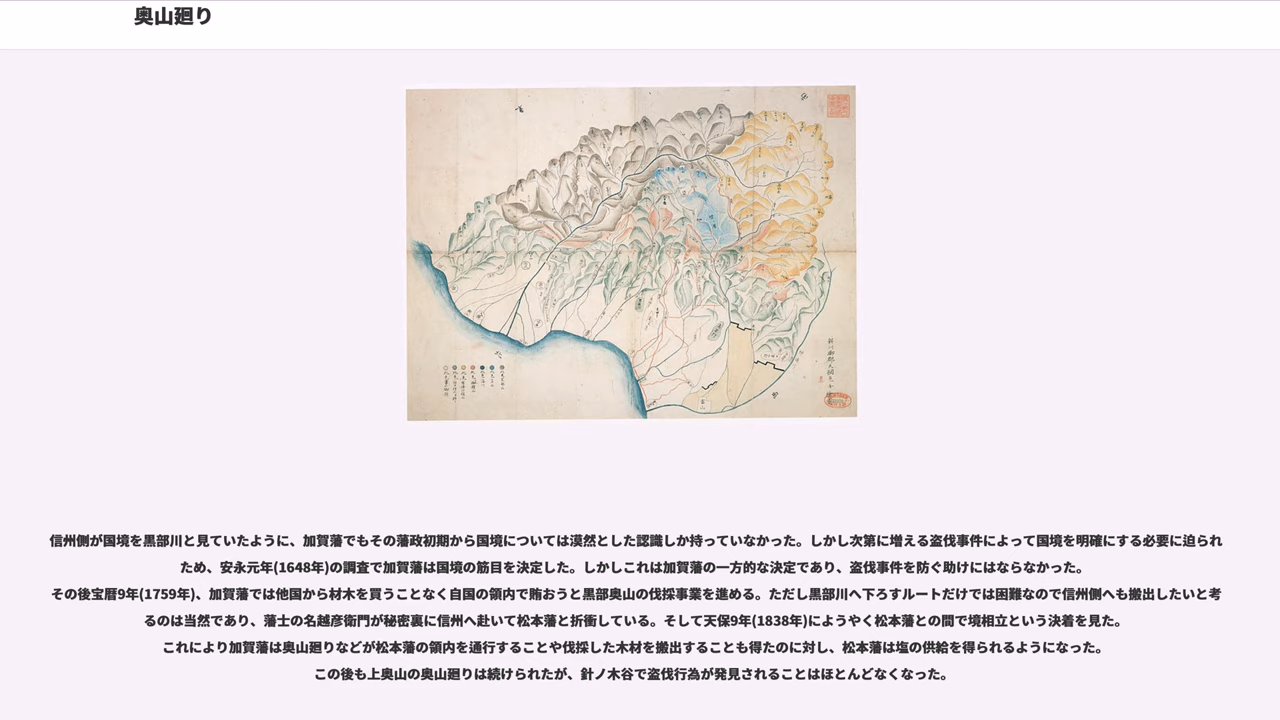 奥山廻り
信州側が国境を黒部川と見ていたように、加賀藩でもその藩政初期から国境については漠然とした認識しか持っていなかった。しかし次第に増える盗伐事件によって国境を明確にする必要に迫られ
ため、安永元年(1648年)の調査で加賀藩は国境の筋目を決定した。しかしこれは加賀藩の一方的な決定であり、盗伐事件を防ぐ助けにはならなかった。
その後宝暦9年(1759年)、加賀藩では他国から材木を買うことなく自国の領内で賄おうと黒部奥山の伐採事業を進める。ただし黒部川へ下ろすルートだけでは困難なので信州側へも搬出したいと考
るのは当然であり、藩士の名越彦衛門が秘密裏に信州へ赴いて松本藩と折衝している。そして天保9年(1838年)にようやく松本藩との間で境相立という決着を見た。
これにより加賀藩は奥山廻りなどが松本藩の領内を通行することや伐採した木材を搬出することも得たのに対し、松本藩は塩の供給を得られるようになった。
この後も上奥山の奥山廻りは続けられたが、針ノ木谷で盗伐行為が発見されることはほとんどなくなった。